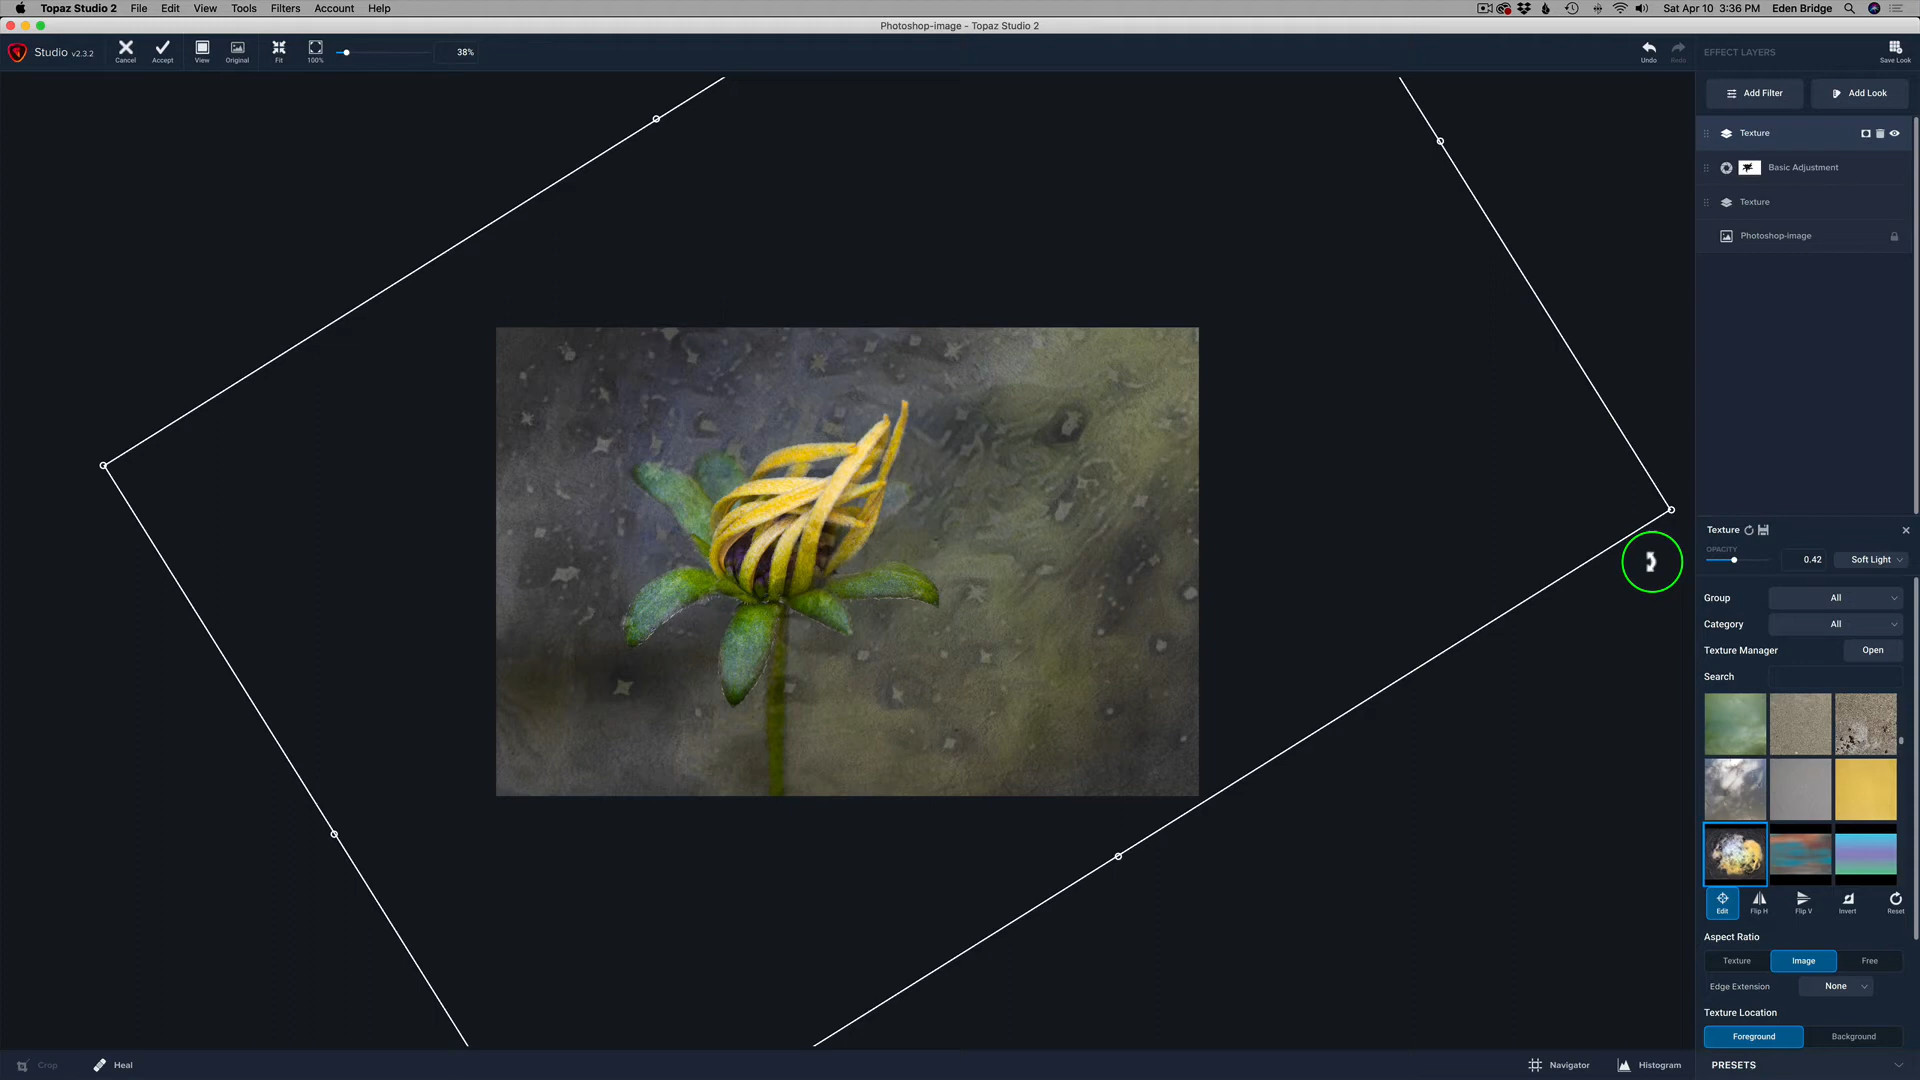 Topaz Studio 2 File Edit View Tools Filters Account Help Sat Apr 10 3:36 PM Eden Bridge
Photoshop-image - Topaz Studio 2
Studio v2.3.2
Cancel
Accept
View
Original
Fit
100%
38%
Undo
Redo
EFFECT LAYERS
Save Look
Add Filter
Add Look
Texture
Basic Adjustment
Texture
Photoshop-image
Texture
OPACITY
0.42
Soft Light
Group All
Category All
Texture Manager Open
Search
Edit
Flip H
Flip V
Invert
Reset
Aspect Ratio
Texture Image Free
Edge Extension None
Texture Location
Foreground Background
Crop Heal Navigator Histogram PRESETS